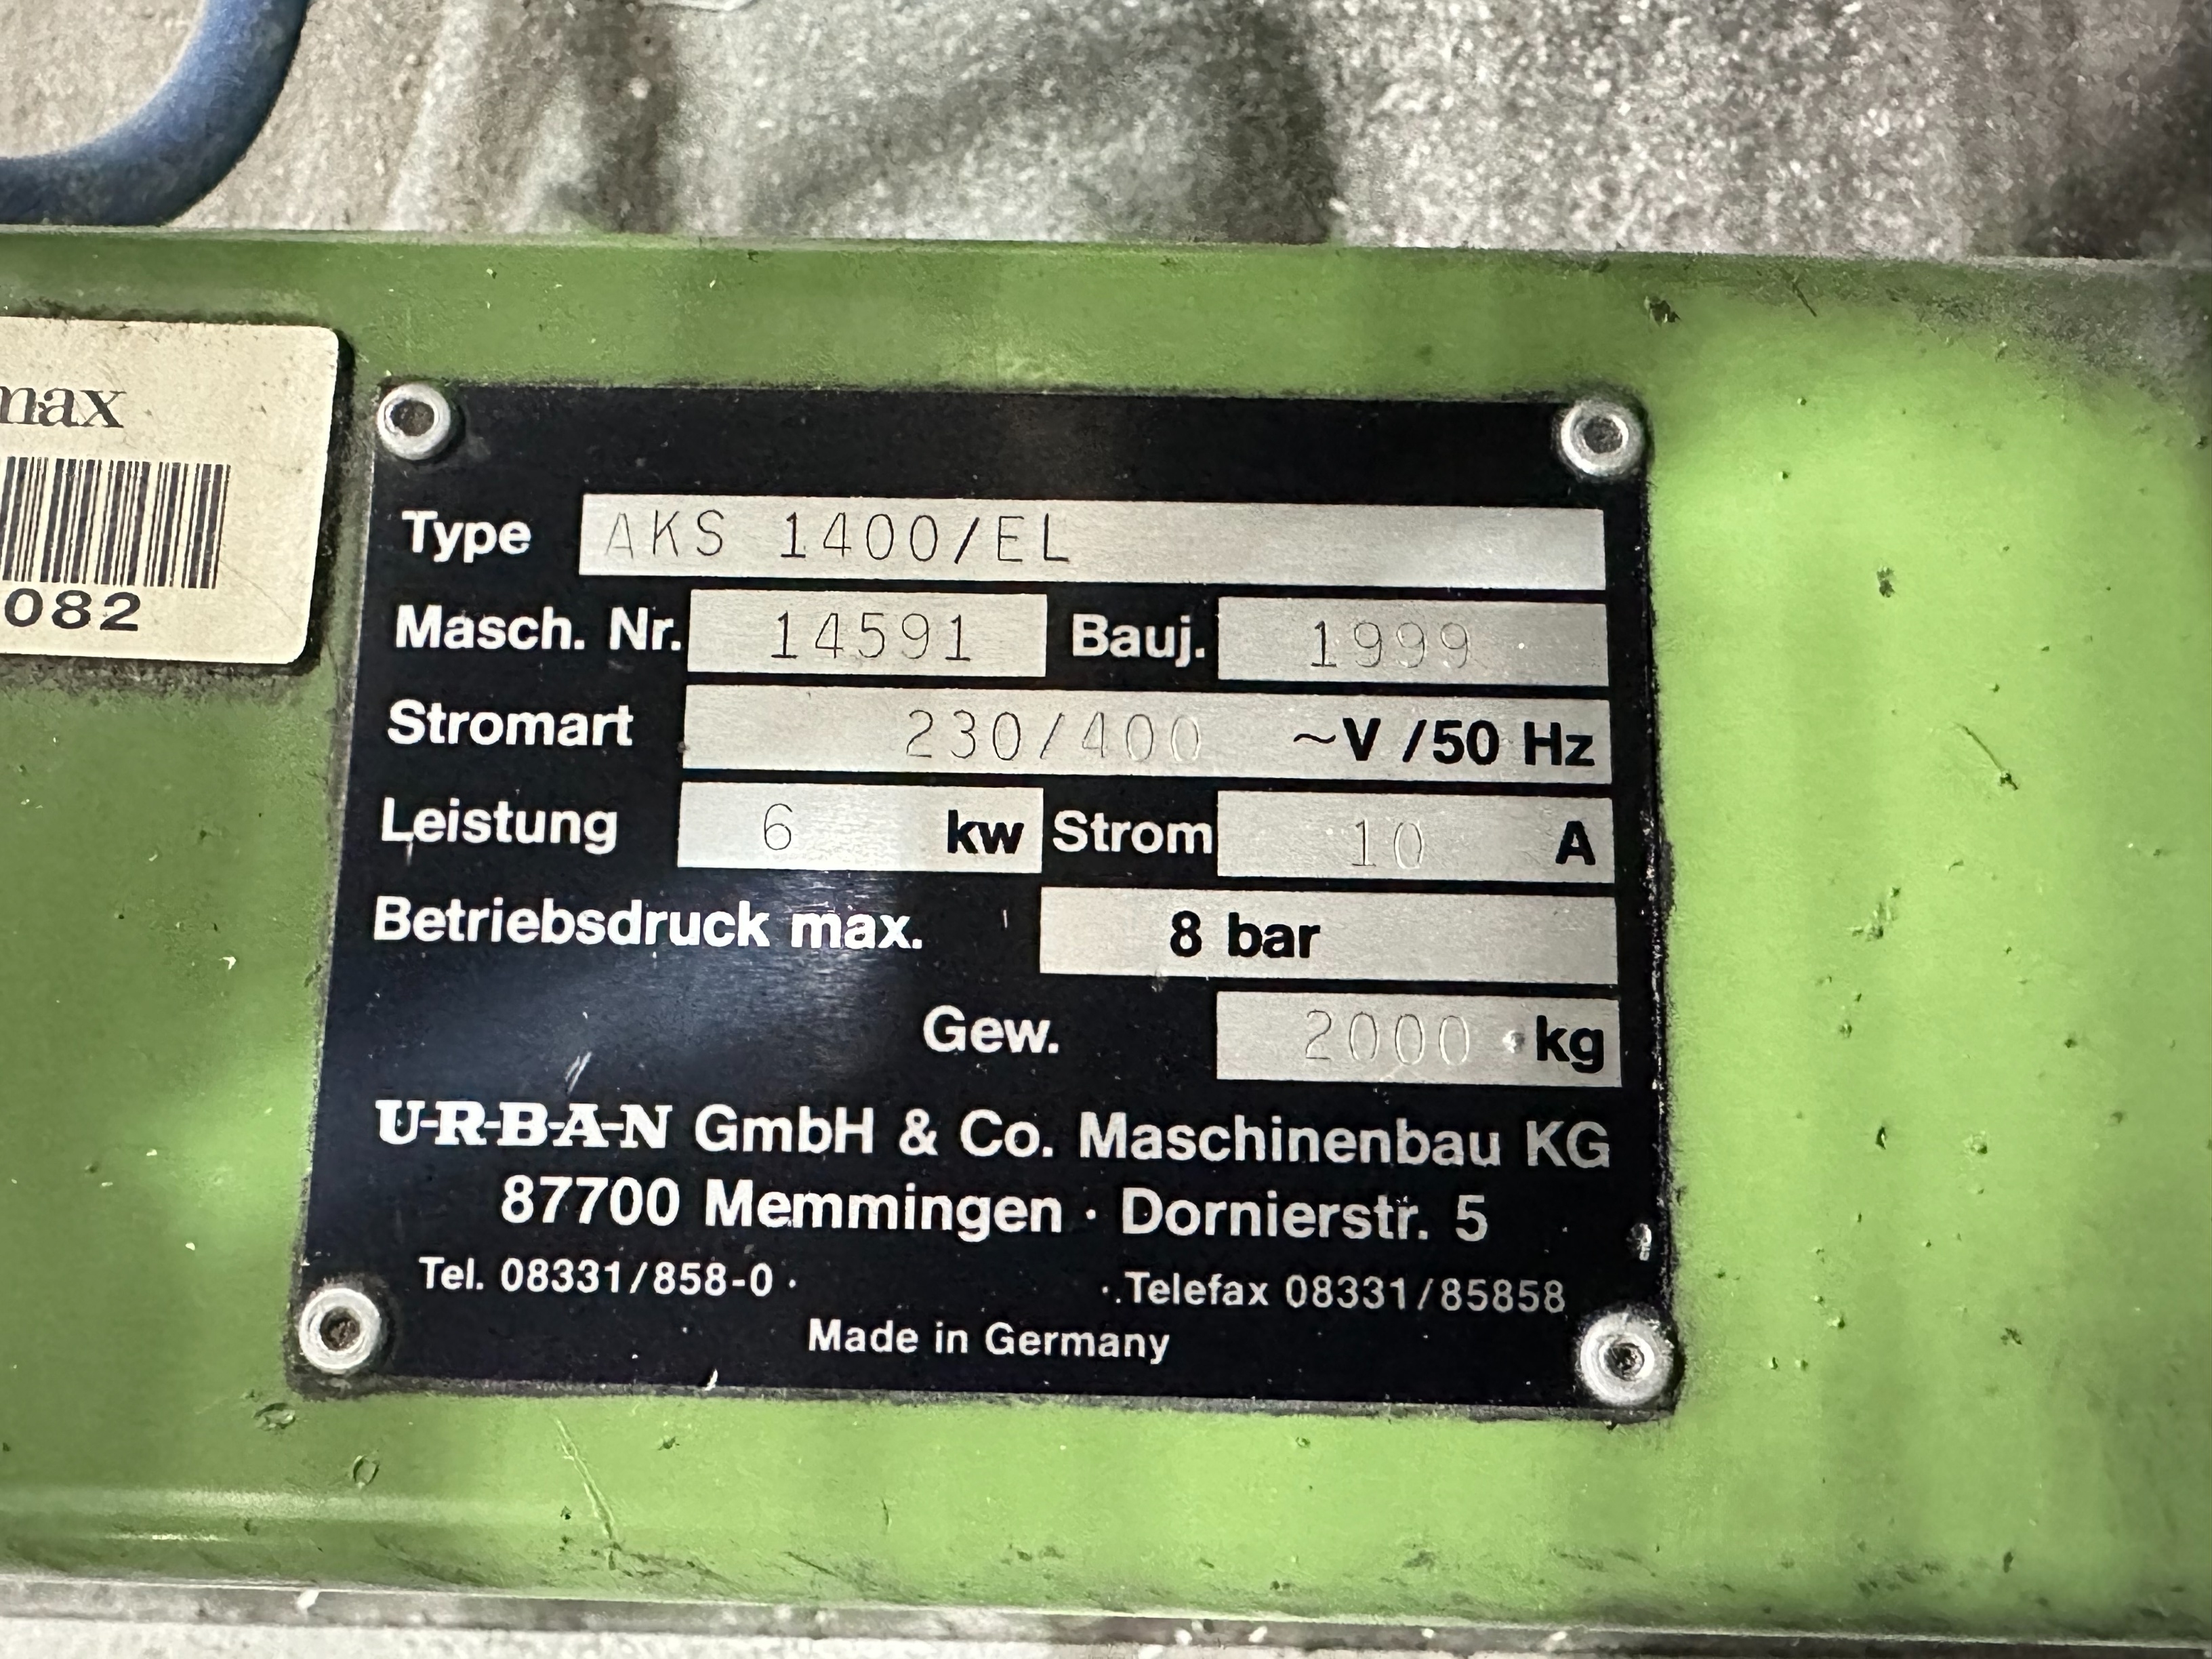 max
082
Type AKS 1400/EL
Masch. Nr. 14591 Bauj. 1999
Stromart 230/400 ~V /50 Hz
Leistung 6 kw Strom 10 A
Betriebsdruck max. 8 bar
Gew. 2000 kg
U-R-B-A-N GmbH & Co. Maschinenbau KG
87700 Memmingen · Dornierstr. 5
Tel. 08331/858-0 · Telefax 08331/85858
Made in Germany